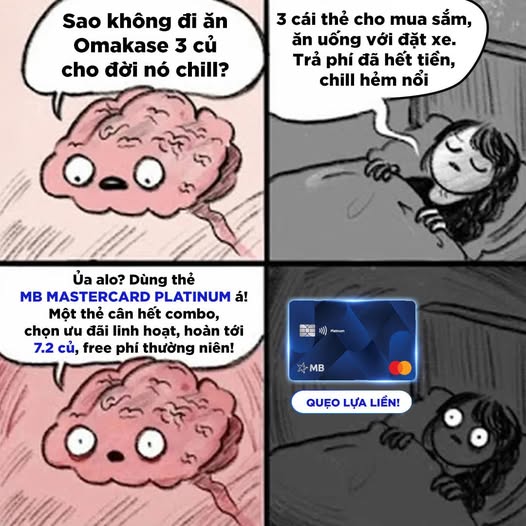 Sao không đi ăn
Omakase 3 củ
cho đời nó chill?
3 cái thẻ cho mua sắm,
ăn uống với đặt xe.
Trả phí đã hết tiền,
chill hẻm nổi
Ủa alo? Dùng thẻ
MB MASTERCARD PLATINUM á!
Một thẻ cân hết combo,
chọn ưu đãi linh hoạt, hoàn tới
7.2 củ, free phí thường niên!
Platinum
MB
QUẸO LỰA LIỀN!